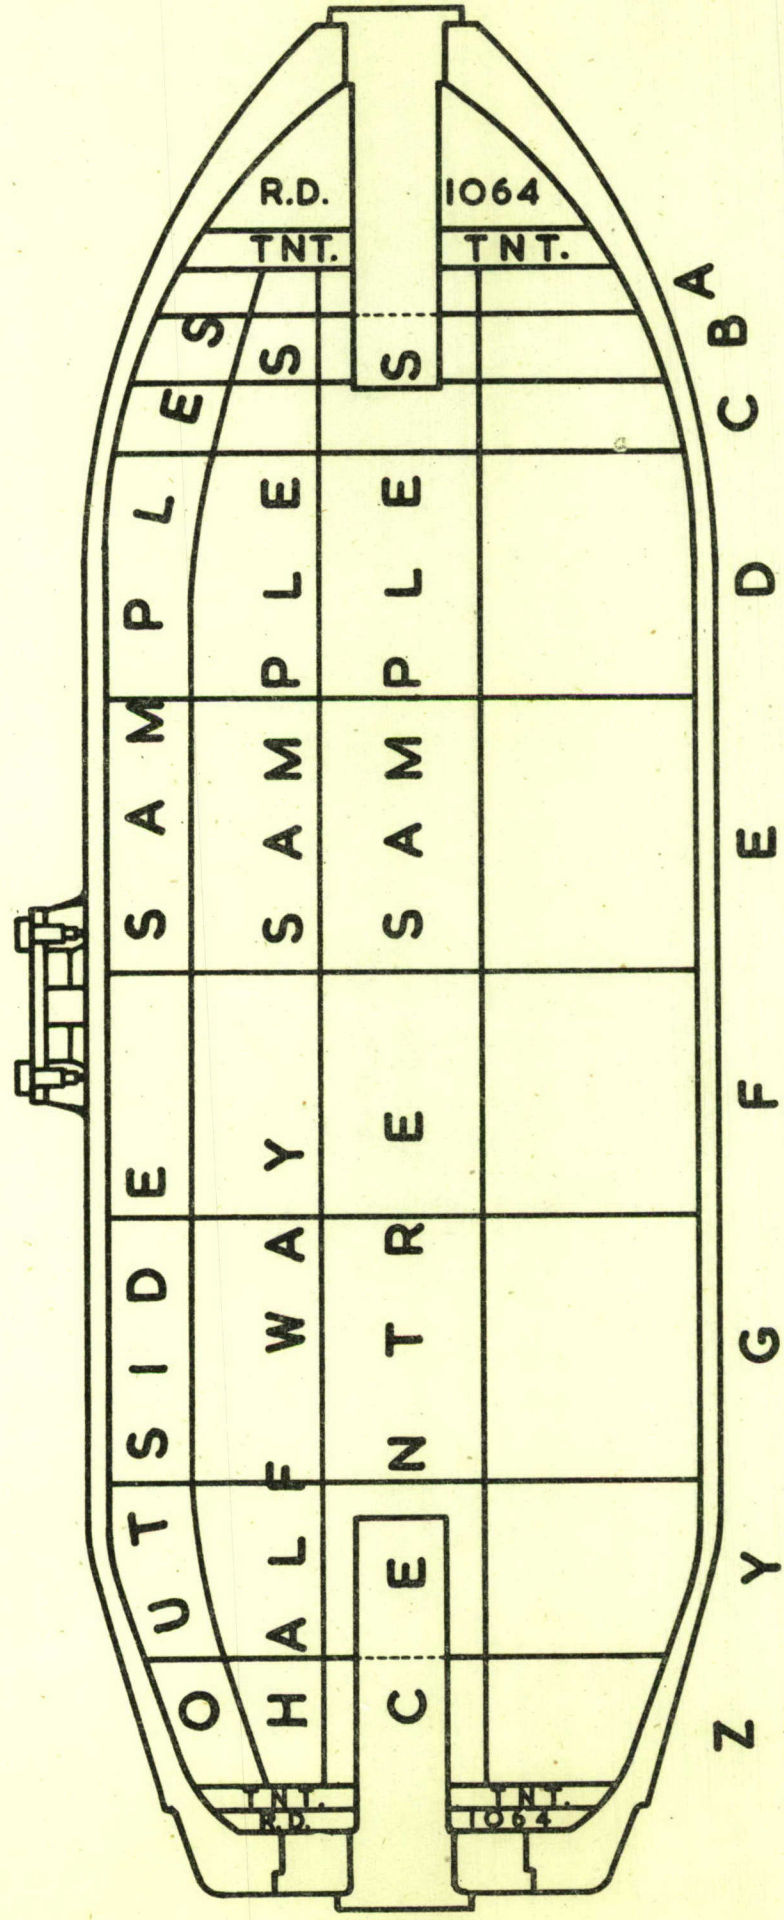 R.D. 1064
TNT. TNT.
OUTSIDE SAMPLES
HALF WAY SAMPLES
CENTRE SAMPLES
A
B
C
D
E
F
G
Y
Z
TNT. TNT.
R.D. 1064